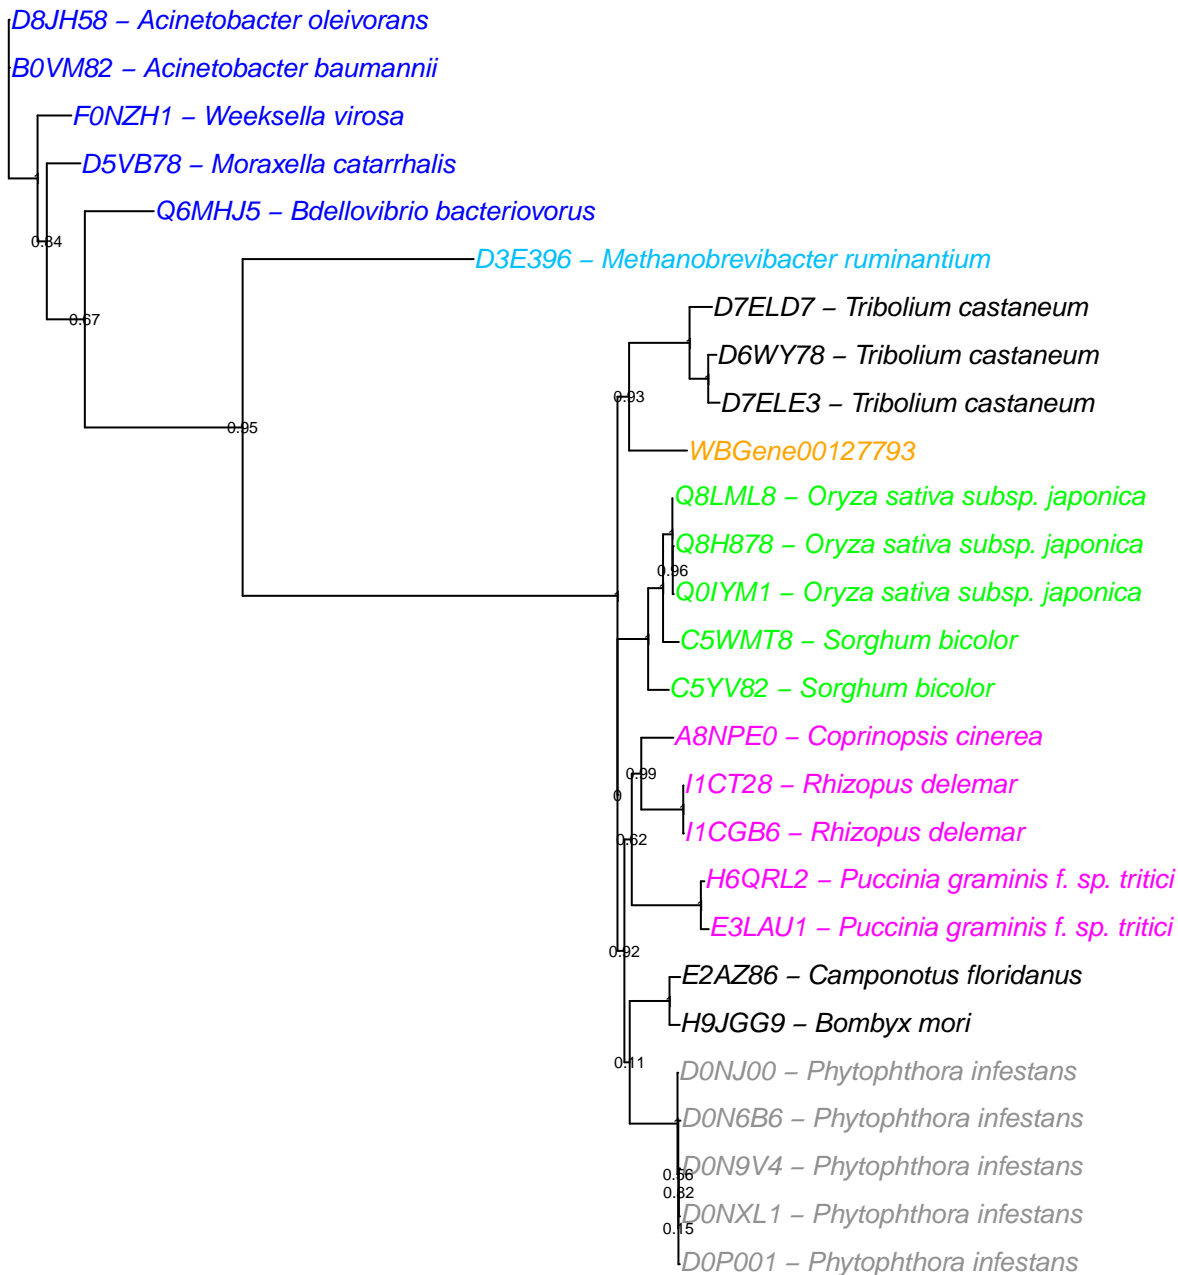 D8JH58 – Acinetobacter oleivorans
B0VM82 – Acinetobacter baumannii
F0NZH1 – Weeksella virosa
D5VB78 – Moraxella catarrhalis
Q6MHJ5 – Bdellovibrio bacteriovorus
0.84
D3E396 – Methanobrevibacter ruminantium
D7ELD7 – Tribolium castaneum
0.67
D6WY78 – Tribolium castaneum
0.93
D7ELE3 – Tribolium castaneum
0.95
WBGene00127793
Q8LML8 – Oryza sativa subsp. japonica
Q8H878 – Oryza sativa subsp. japonica
0.96
Q0IYM1 – Oryza sativa subsp. japonica
C5WMT8 – Sorghum bicolor
C5YV82 – Sorghum bicolor
A8NPE0 – Coprinopsis cinerea
0.99
I1CT28 – Rhizopus delemar
0
I1CGB6 – Rhizopus delemar
0.62
H6QRL2 – Puccinia graminis f. sp. tritici
E3LAU1 – Puccinia graminis f. sp. tritici
0.92
E2AZ86 – Camponotus floridanus
H9JGG9 – Bombyx mori
0.11
D0NJ00 – Phytophthora infestans
D0N6B6 – Phytophthora infestans
D0N9V4 – Phytophthora infestans
0.32
D0NXL1 – Phytophthora infestans
0.15
D0P001 – Phytophthora infestans